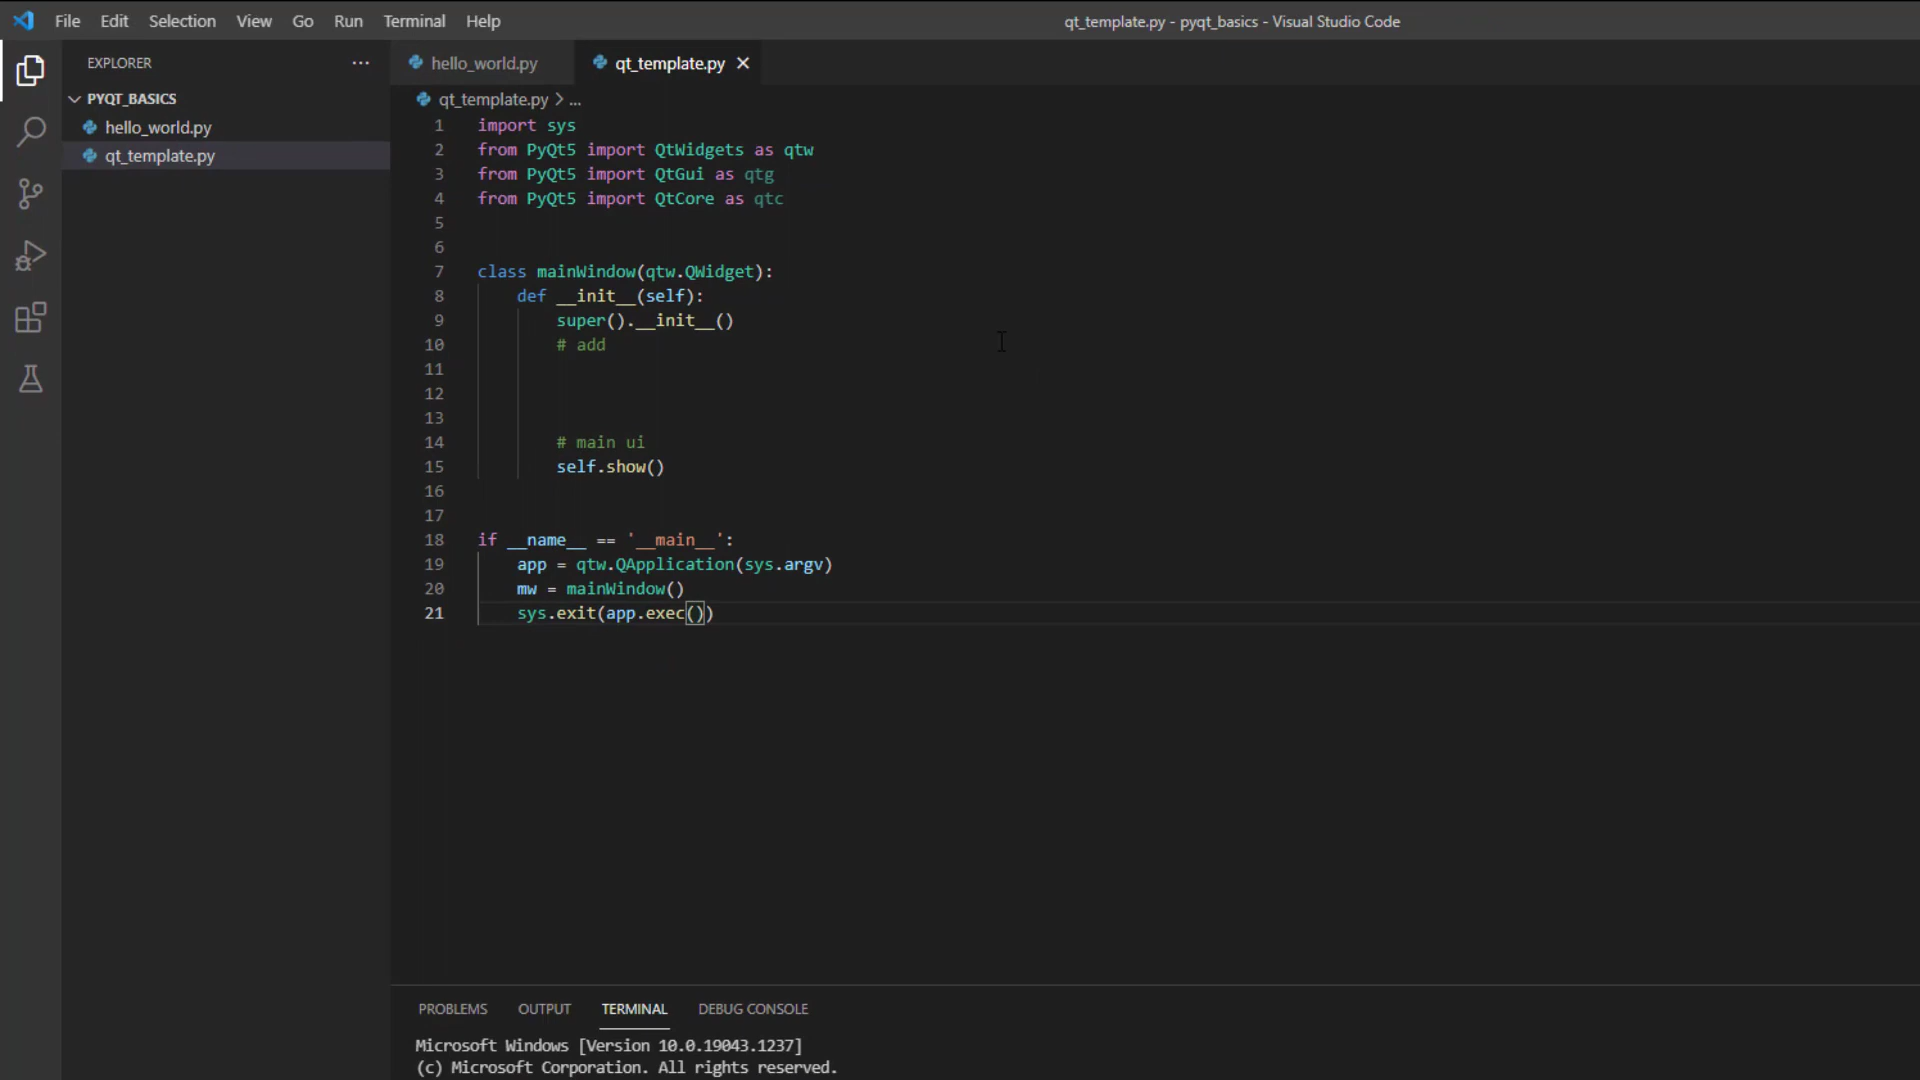 File Edit Selection View Go Run Terminal Help
qt_template.py - pyqt_basics - Visual Studio Code
EXPLORER ···
PYQT_BASICS
hello_world.py
qt_template.py
hello_world.py qt_template.py
qt_template.py > ...
1 import sys
2 from PyQt5 import QtWidgets as qtw
3 from PyQt5 import QtGui as qtg
4 from PyQt5 import QtCore as qtc
5
6
7 class mainWindow(qtw.QWidget):
8 def __init__(self):
9 super().__init__()
10 # add
11
12
13
14 # main ui
15 self.show()
16
17
18 if __name__ == '__main__':
19 app = qtw.QApplication(sys.argv)
20 mw = mainWindow()
21 sys.exit(app.exec())
PROBLEMS OUTPUT TERMINAL DEBUG CONSOLE
Microsoft Windows [Version 10.0.19043.1237]
(c) Microsoft Corporation. All rights reserved.